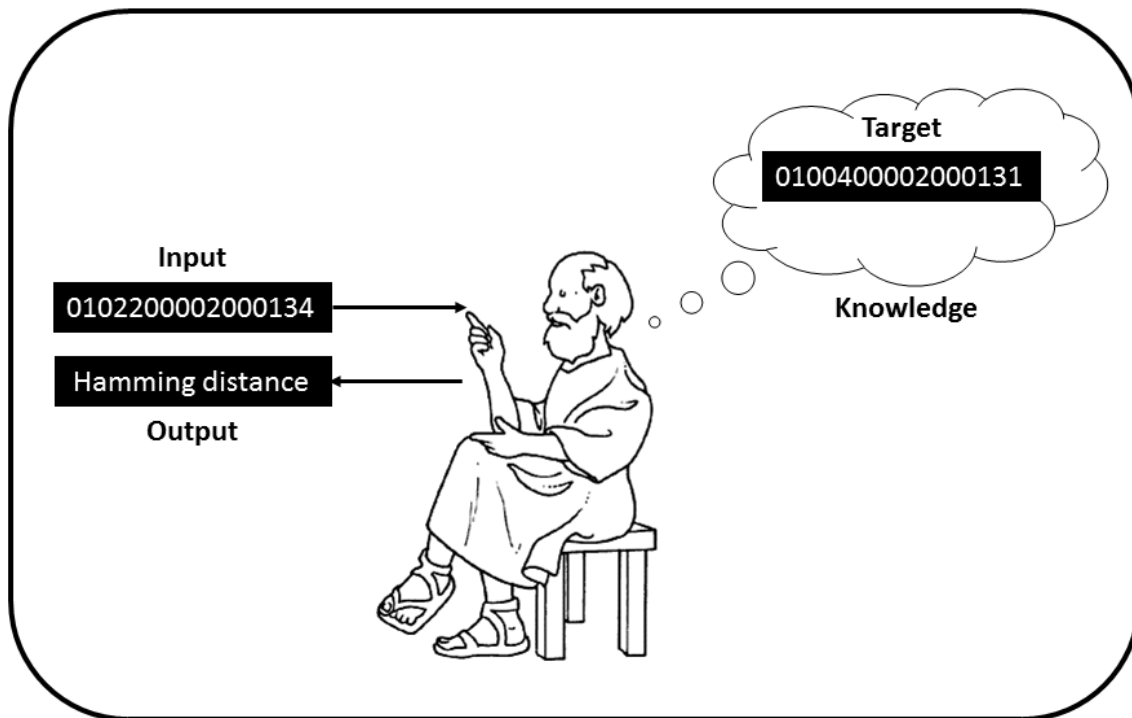 Target
0100400002000131
Knowledge
Input
0102200002000134
Hamming distance
Output